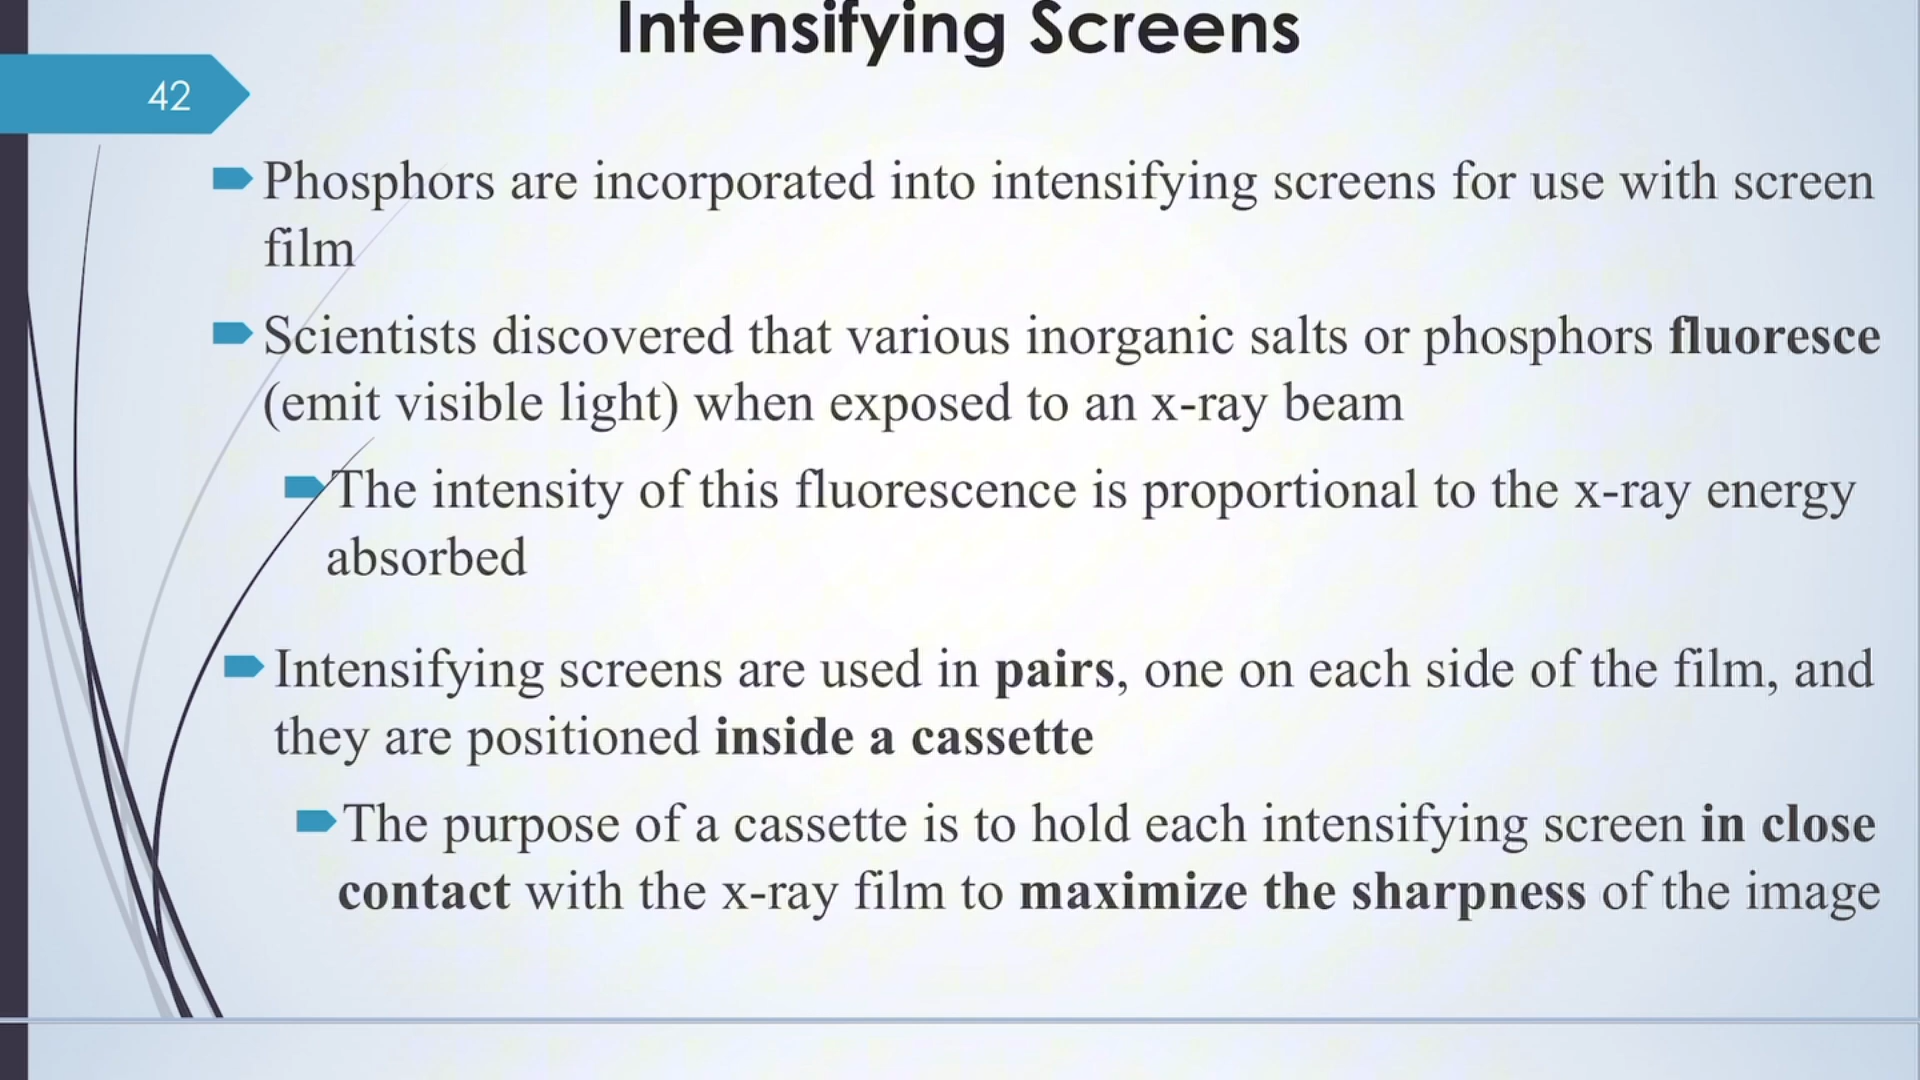 Intensifying Screens
42
Phosphors are incorporated into intensifying screens for use with screen
film
Scientists discovered that various inorganic salts or phosphors fluoresce
(emit visible light) when exposed to an x-ray beam
The intensity of this fluorescence is proportional to the x-ray energy
absorbed
Intensifying screens are used in pairs, one on each side of the film, and
they are positioned inside a cassette
The purpose of a cassette is to hold each intensifying screen in close
contact with the x-ray film to maximize the sharpness of the image